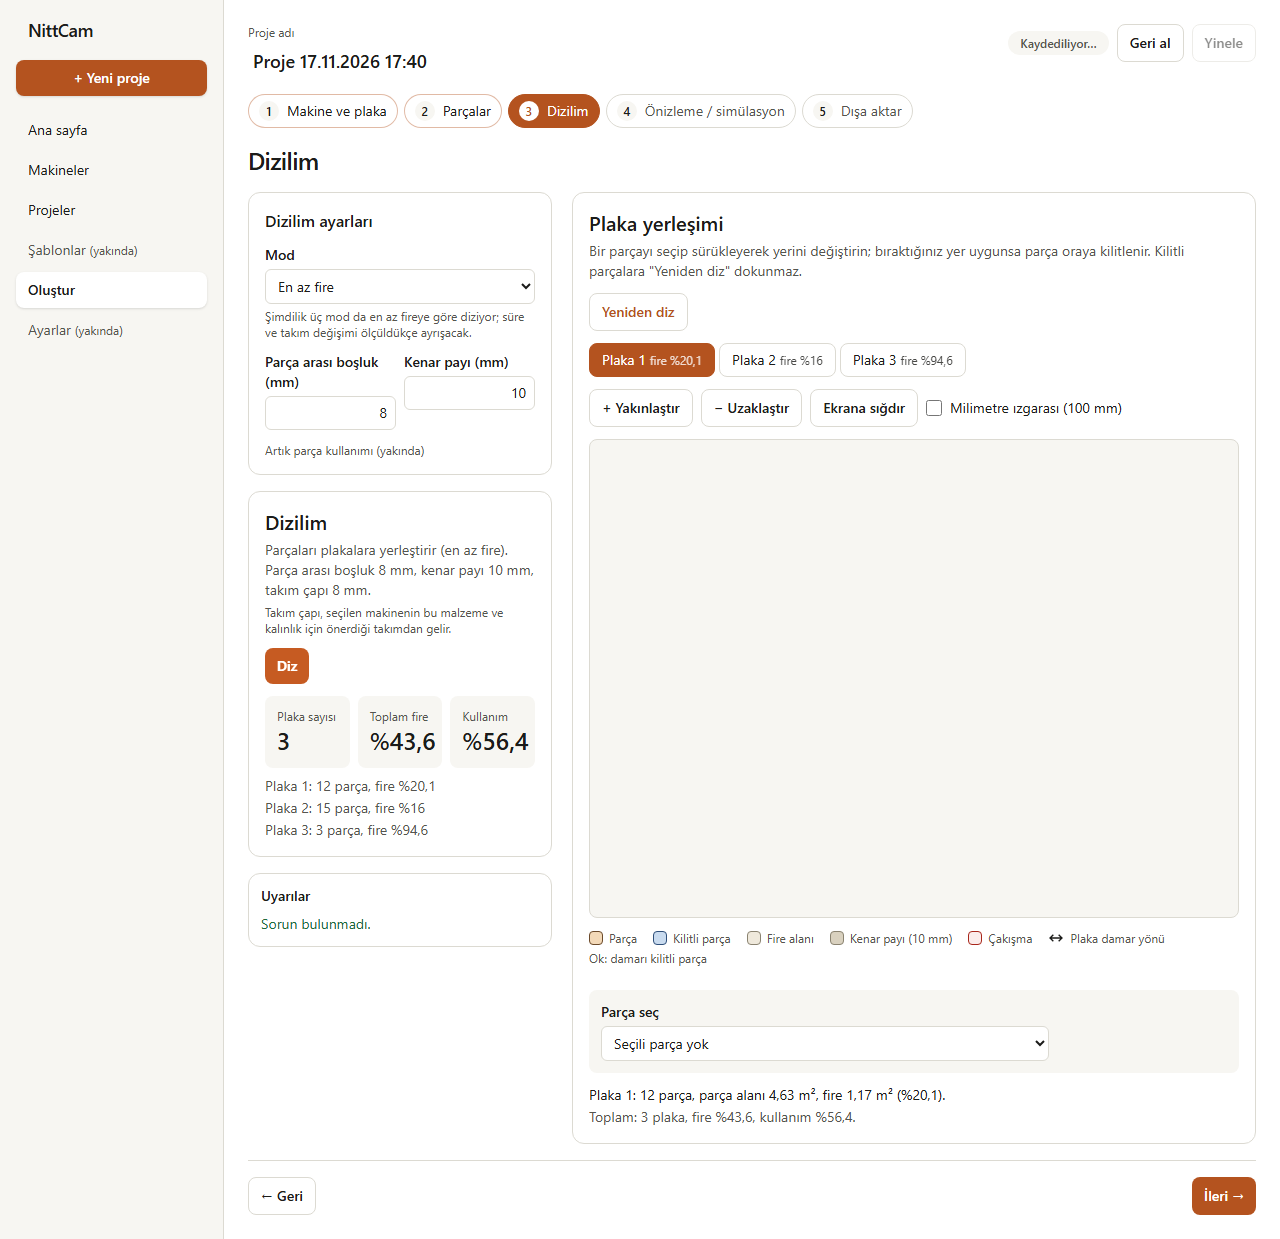 NittCam
+ Yeni proje
Ana sayfa
Makineler
Projeler
Şablonlar (yakında)
Oluştur
Ayarlar (yakında)
Proje adı
Proje 17.11.2026 17:40
Kaydediliyor...
Geri al
Yinele
1 Makine ve plaka
2 Parçalar
3 Dizilim
4 Önizleme / simülasyon
5 Dışa aktar
Dizilim
Dizilim ayarları
Mod
En az fire
Şimdilik üç mod da en az fireye göre diziyor; süre
ve takım değişimi ölçüldükçe ayrışacak.
Parça arası boşluk
(mm)
8
Kenar payı (mm)
10
Artık parça kullanımı (yakında)
Dizilim
Parçaları plakalara yerleştirir (en az fire).
Parça arası boşluk 8 mm, kenar payı 10 mm,
takım çapı 8 mm.
Takım çapı, seçilen makinenin bu malzeme ve
kalınlık için önerdiği takımdan gelir.
Diz
Plaka sayısı
3
Toplam fire
%43,6
Kullanım
%56,4
Plaka 1: 12 parça, fire %20,1
Plaka 2: 15 parça, fire %16
Plaka 3: 3 parça, fire %94,6
Uyarılar
Sorun bulunmadı.
Plaka yerleşimi
Bir parçayı seçip sürükleyerek yerini değiştirin; bıraktığınız yer uygunsa parça oraya kilitlenir. Kilitli
parçalara "Yeniden diz" dokunmaz.
Yeniden diz
Plaka 1 fire %20,1
Plaka 2 fire %16
Plaka 3 fire %94,6
+ Yakınlaştır
− Uzaklaştır
Ekrana sığdır
Milimetre ızgarası (100 mm)
Parça
Kilitli parça
Fire alanı
Kenar payı (10 mm)
Çakışma
↔ Plaka damar yönü
Ok: damarı kilitli parça
Parça seç
Seçili parça yok
Plaka 1: 12 parça, parça alanı 4,63 m², fire 1,17 m² (%20,1).
Toplam: 3 plaka, fire %43,6, kullanım %56,4.
← Geri
İleri →